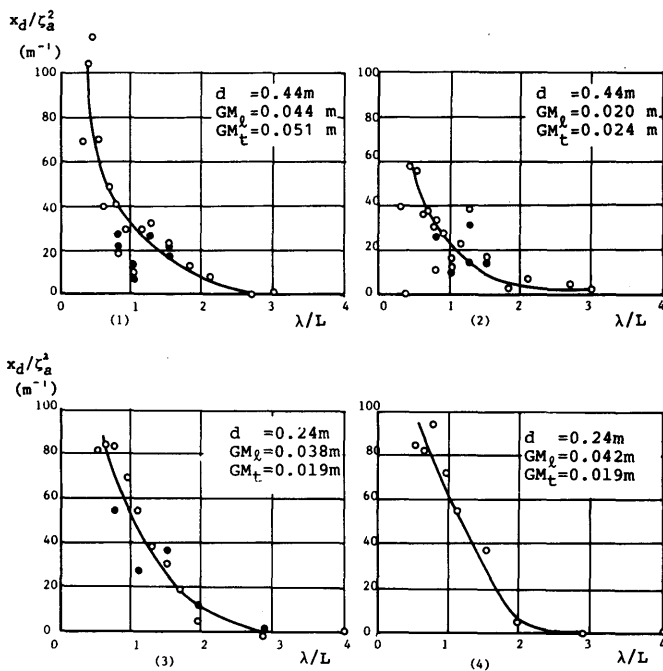 x_d/ζ_a^2
(m⁻¹)
100
80
60
40
20
0
0 1 2 3 4
d =0.44m
GM_ℓ=0.044 m
GM_t=0.051 m
(1)
λ/L
100
80
60
40
20
0
0 1 2 3 4
d =0.44m
GM_ℓ=0.020 m
GM_t=0.024 m
(2)
λ/L
x_d/ζ_a^2
(m⁻¹)
100
80
60
40
20
0
0 1 2 3 4
d =0.24m
GM_ℓ=0.038m
GM_t=0.019m
(3)
λ/L
100
80
60
40
20
0
0 1 2 3 4
d =0.24m
GM_ℓ=0.042m
GM_t=0.019m
(4)
λ/L